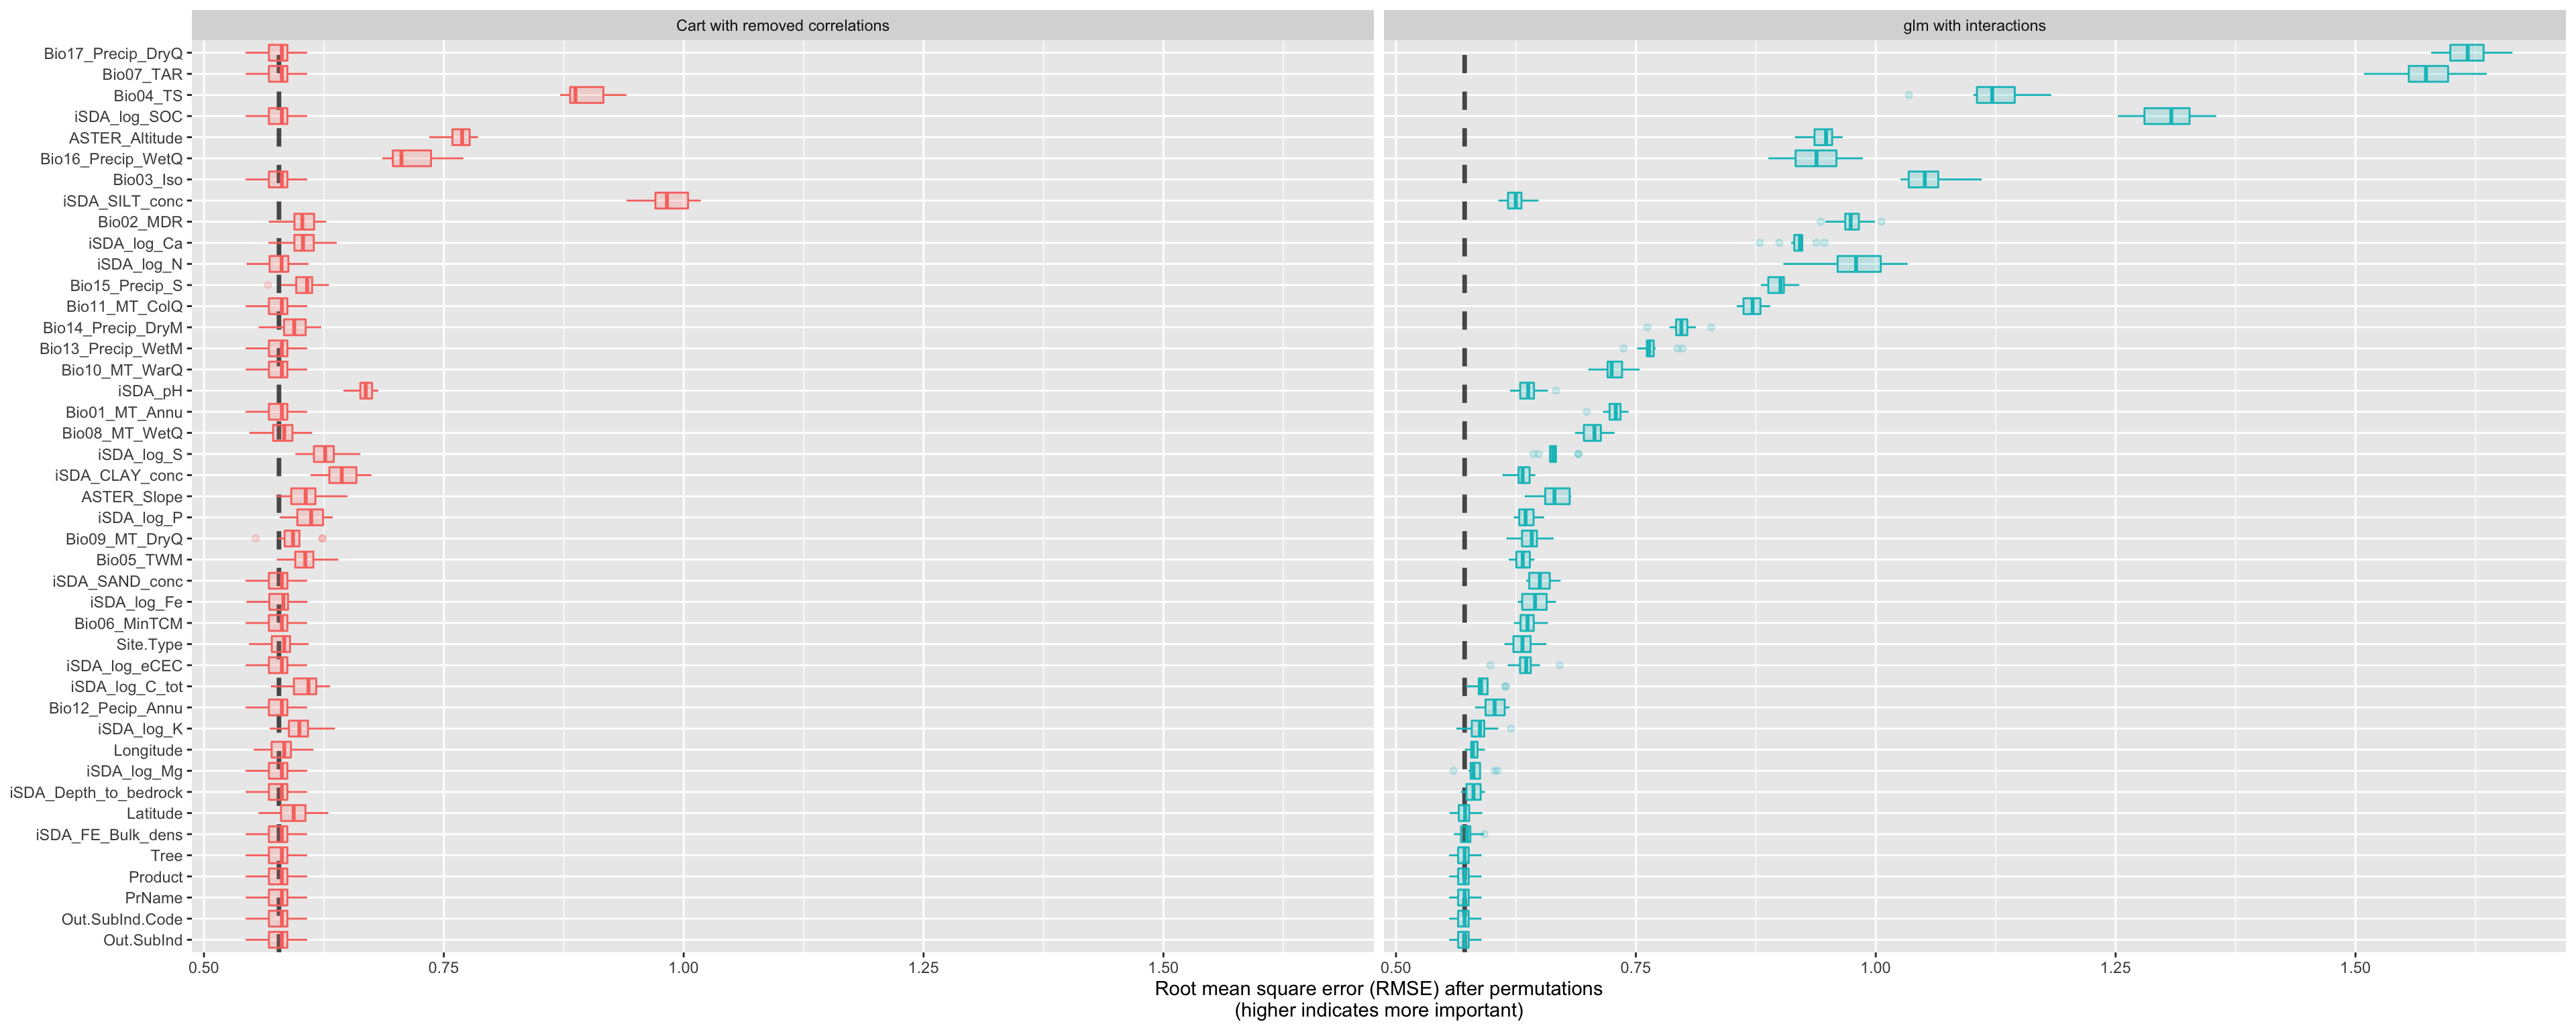 Cart with removed correlations
glm with interactions
Bio17_Precip_DryQ
Bio07_TAR
Bio04_TS
iSDA_log_SOC
ASTER_Altitude
Bio16_Precip_WetQ
Bio03_Iso
iSDA_SILT_conc
Bio02_MDR
iSDA_log_Ca
iSDA_log_N
Bio15_Precip_S
Bio11_MT_ColQ
Bio14_Precip_DryM
Bio13_Precip_WetM
Bio10_MT_WarQ
iSDA_pH
Bio01_MT_Annu
Bio08_MT_WetQ
iSDA_log_S
iSDA_CLAY_conc
ASTER_Slope
iSDA_log_P
Bio09_MT_DryQ
Bio05_TWM
iSDA_SAND_conc
iSDA_log_Fe
Bio06_MinTCM
Site.Type
iSDA_log_eCEC
iSDA_log_C_tot
Bio12_Pecip_Annu
iSDA_log_K
Longitude
iSDA_log_Mg
iSDA_Depth_to_bedrock
Latitude
iSDA_FE_Bulk_dens
Tree
Product
PrName
Out.SubInd.Code
Out.SubInd
0.50 0.75 1.00 1.25 1.50
0.50 0.75 1.00 1.25 1.50
Root mean square error (RMSE) after permutations
(higher indicates more important)